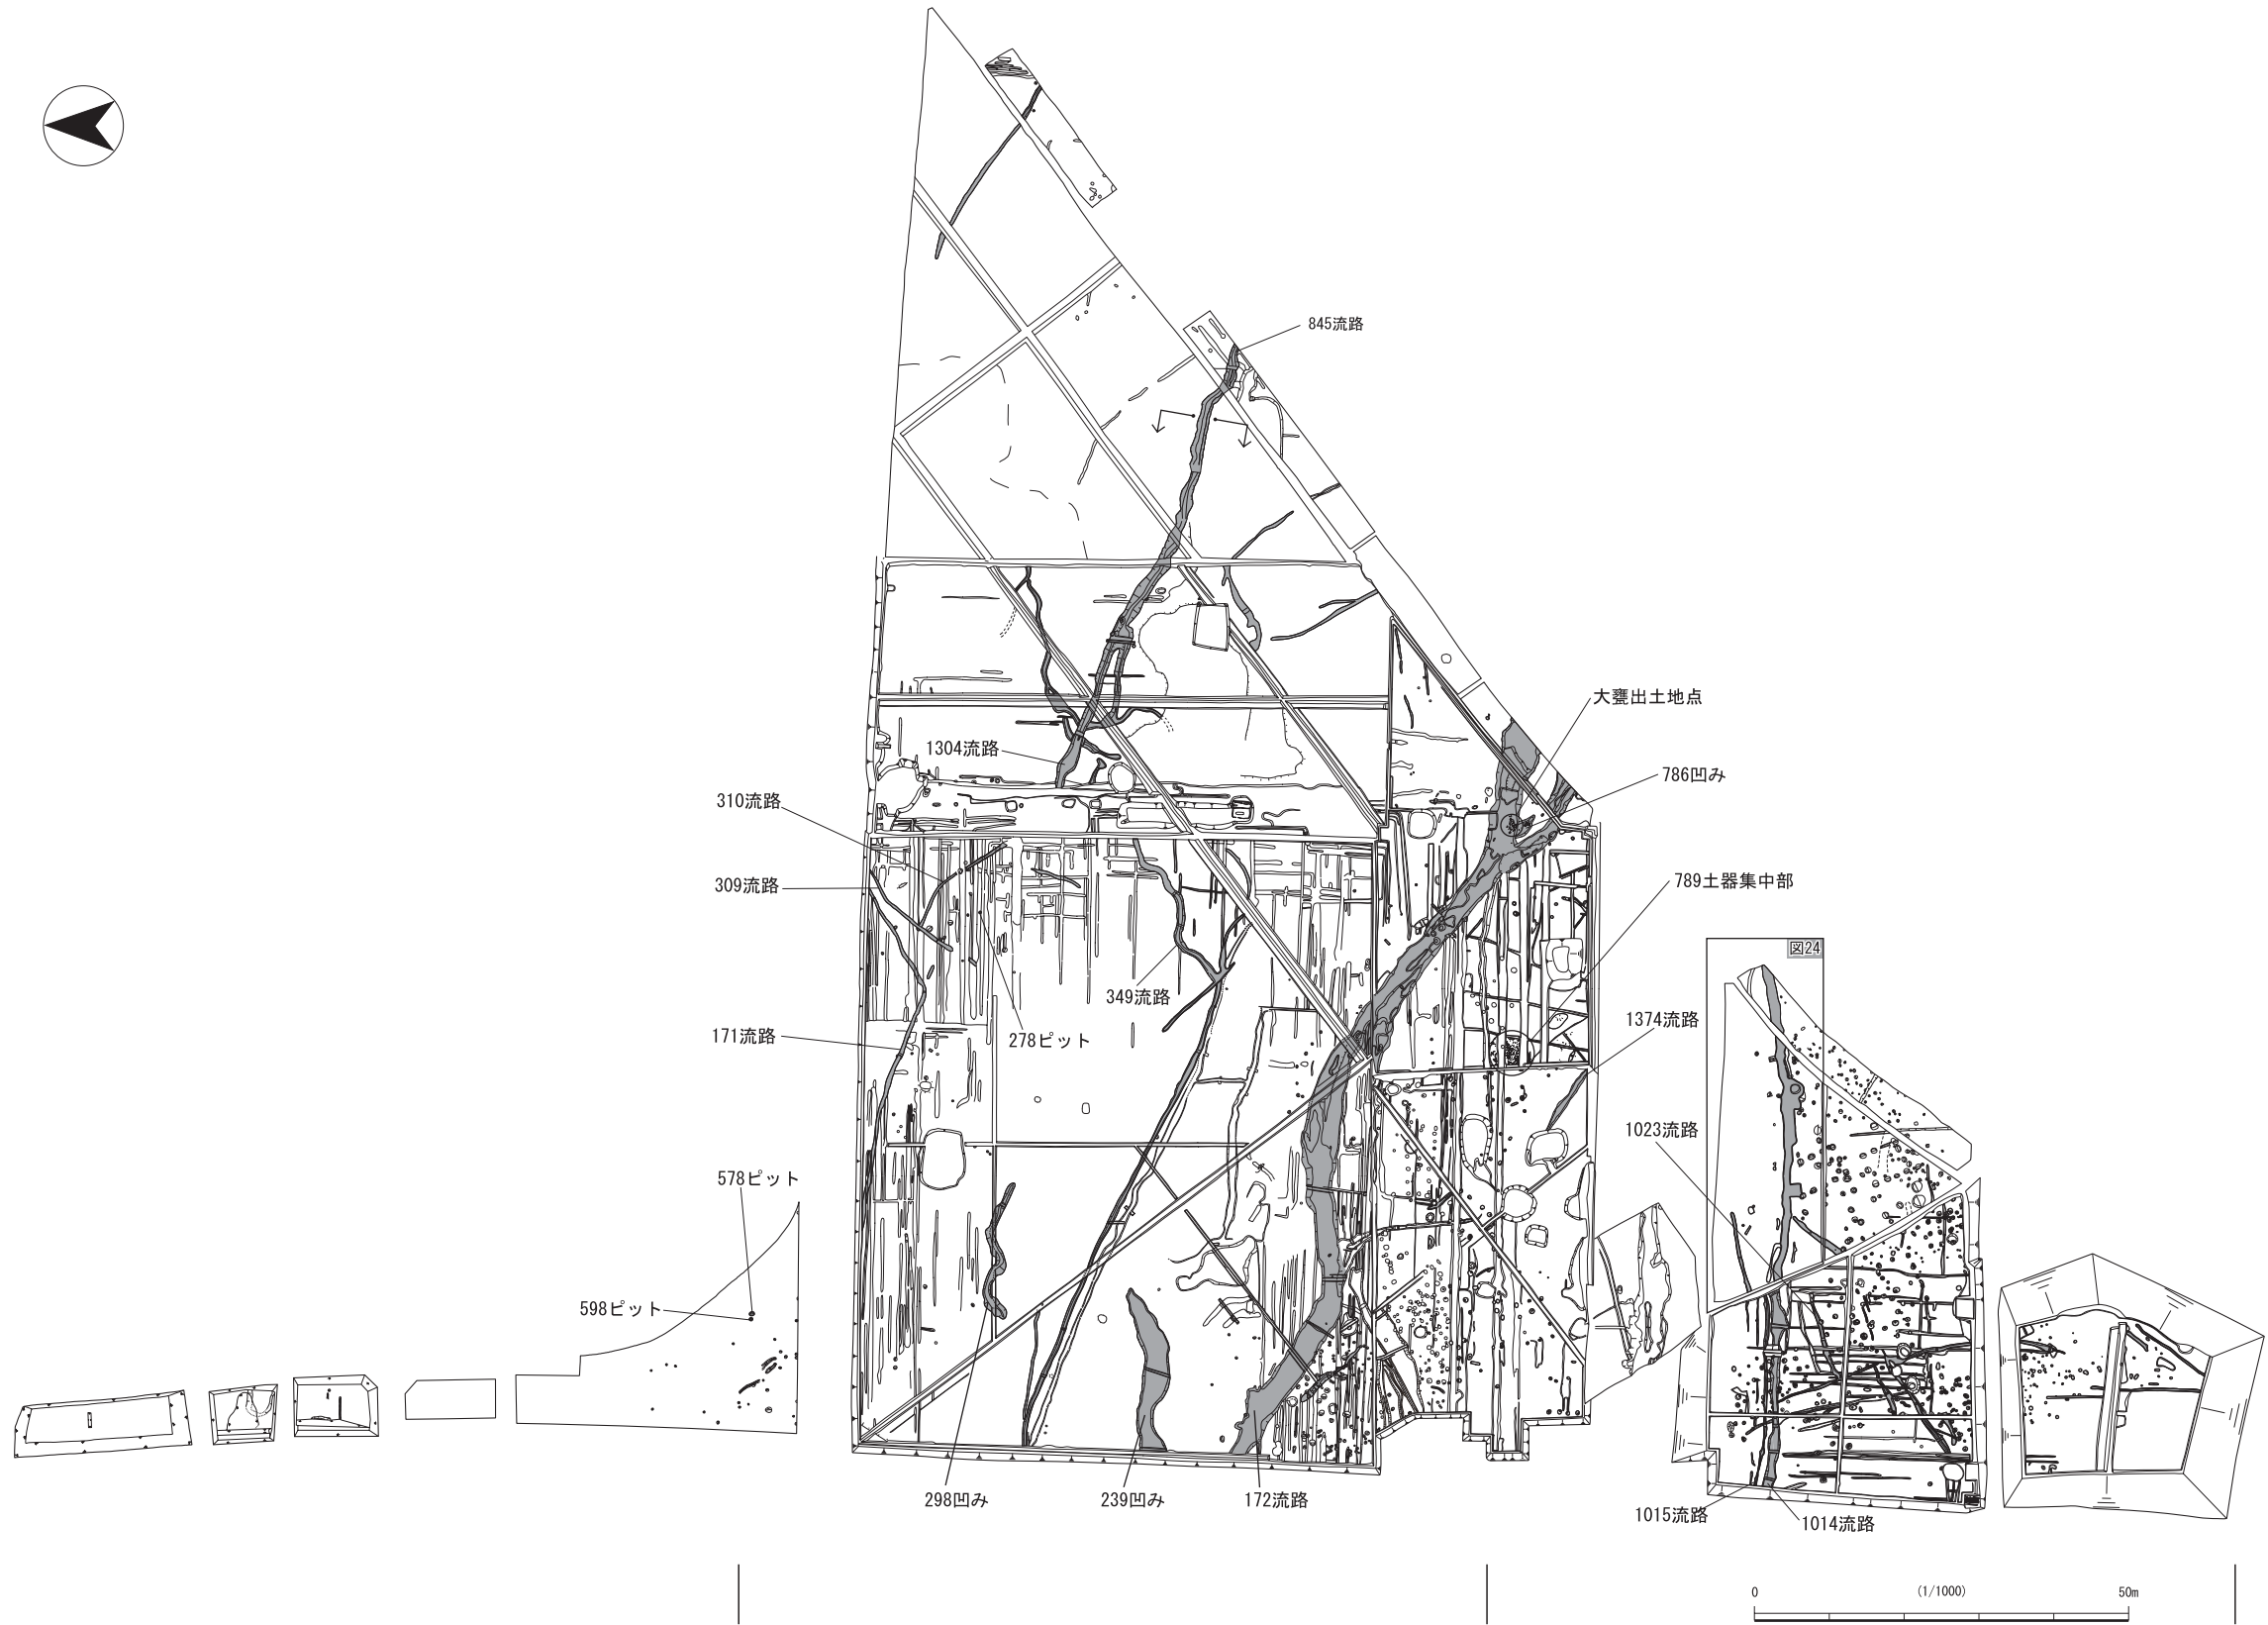 845流路
大甕出土地点
1304流路
786凹み
310流路
309流路
789土器集中部
図24
349流路
1374流路
171流路
278ピット
1023流路
578ピット
598ピット
298凹み
239凹み
172流路
1015流路
1014流路
0
(1/1000)
50m